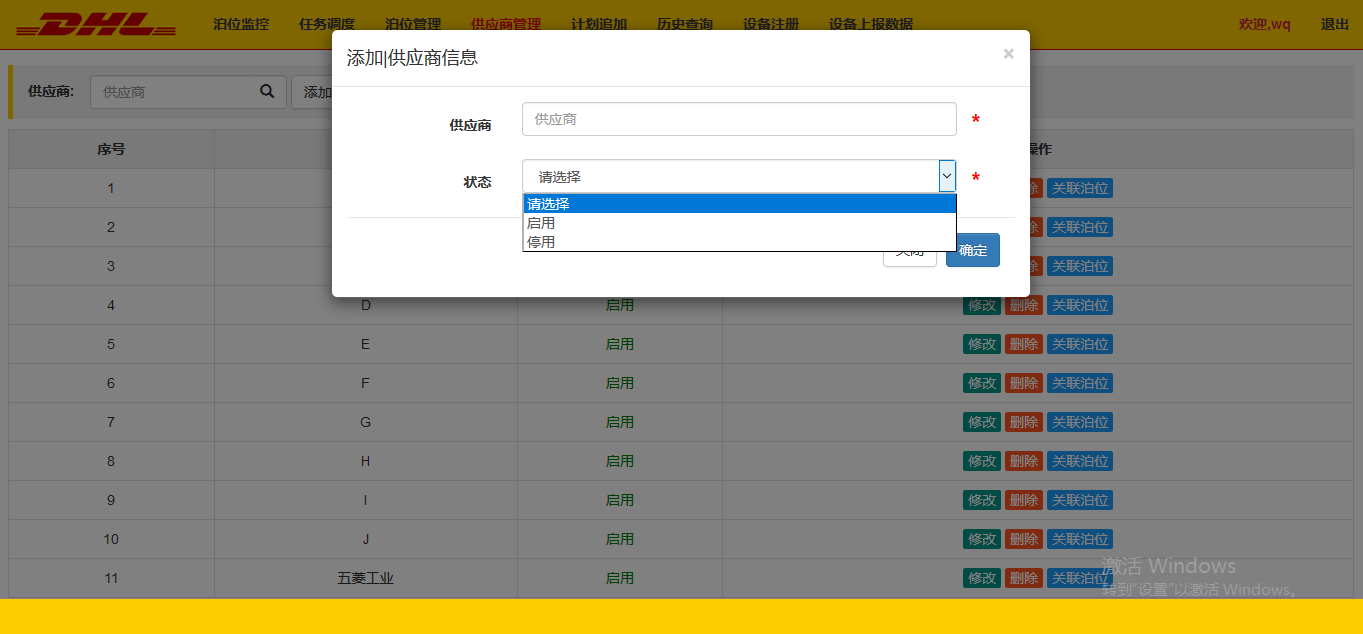 DHL 泊位监控 任务调度 泊位管理 供应商管理 计划追加 历史查询 设备注册 设备上报数据 欢迎,wq 退出
添加|供应商信息 ×
供应商: 供应商 添加
供应商 供应商 *
序号 操作
状态 请选择 *
1 除 关联泊位
请选择
2 启用 除 关联泊位
停用
关闭 确定
3 除 关联泊位
4 D 启用 修改 删除 关联泊位
5 E 启用 修改 删除 关联泊位
6 F 启用 修改 删除 关联泊位
7 G 启用 修改 删除 关联泊位
8 H 启用 修改 删除 关联泊位
9 I 启用 修改 删除 关联泊位
10 J 启用 修改 删除 关联泊位
11 五菱工业 启用 修改 删除 关联泊位
激活 Windows
转到"设置"以激活 Windows。